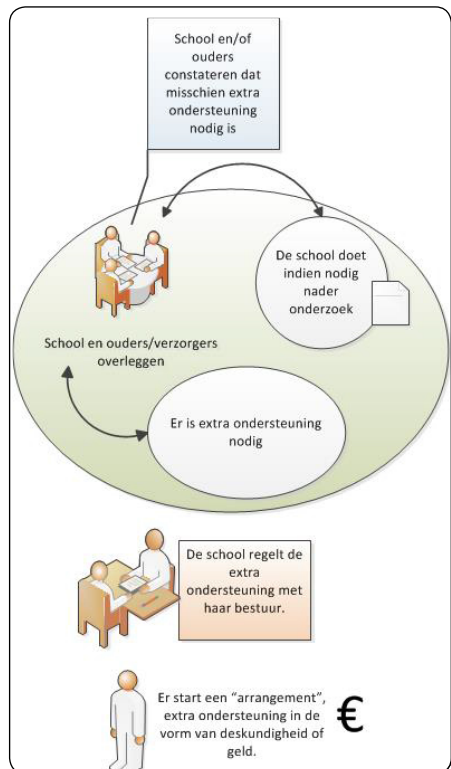 School en/of
ouders
constateren dat
misschien extra
ondersteuning
nodig is
De school doet
indien nodig
nader
onderzoek
School en ouders/verzorgers
overleggen
Er is extra ondersteuning
nodig
De school regelt de
extra
ondersteuning met
haar bestuur.
Er start een “arrangement”,
extra ondersteuning in de
vorm van deskundigheid of
geld.
€